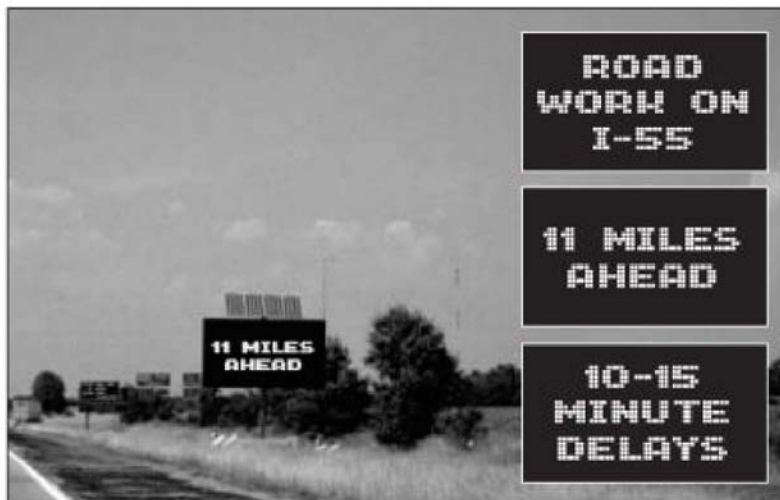 ROAD
WORK ON
I-55
11 MILES
AHEAD
11 MILES
AHEAD
10-15
MINUTE
DELAYS